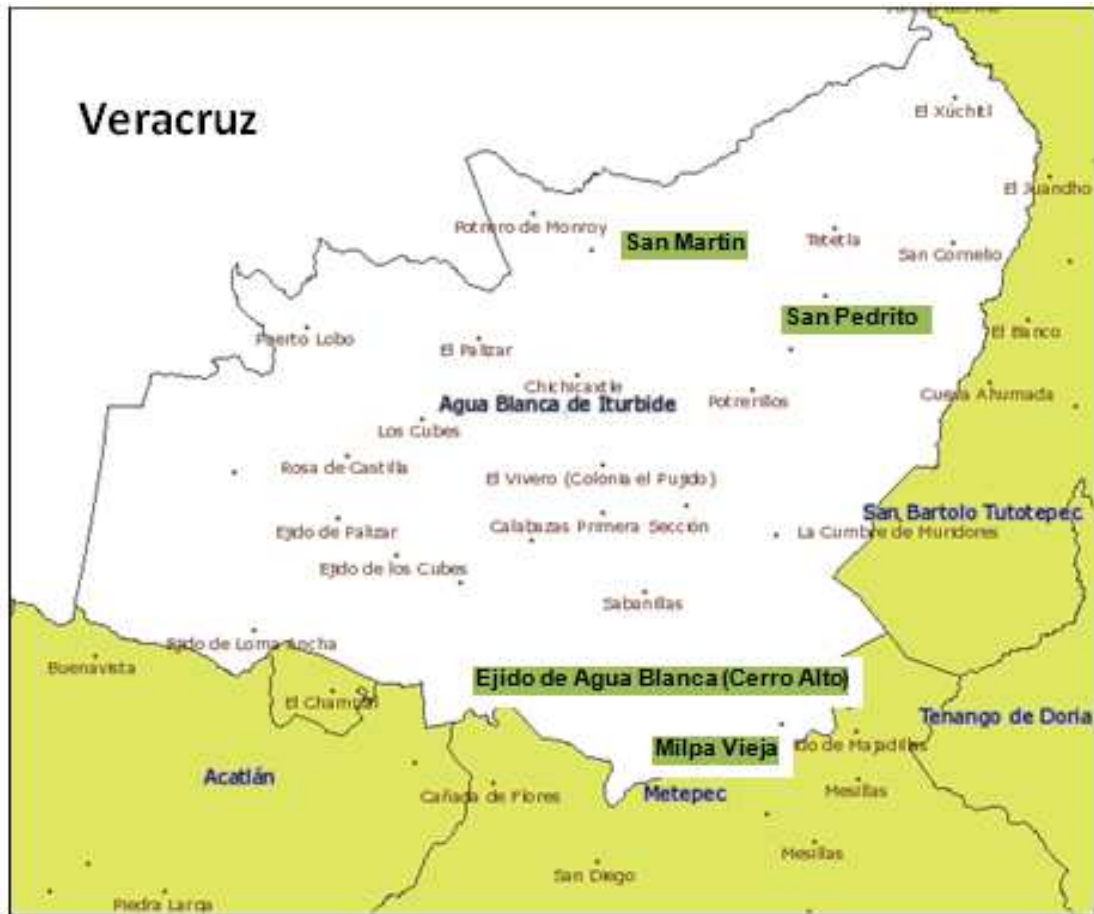 El Xúchitl
Veracruz
El Juandho
Potrero de Monroy
San Martin
Tetetla
San Cornelio
San Pedrito
El Banco
Puerto Lobo
El Palizar
Chichicaxtle
Potrerillos
Cueva Ahumada
Agua Blanca de Iturbide
Los Cubes
Rosa de Castilla
El Vivero (Colonia el Pujido)
San Bartolo Tutotepec
Ejido de Palizar
Calabazas Primera Sección
La Cumbre de Muridores
Ejido de los Cubes
Sabanillas
Ejido de Loma Ancha
Buenavista
Ejido de Agua Blanca (Cerro Alto)
El Chamizal
Tenango de Doria
Milpa Vieja
do de Majadillas
Acatlán
Cañada de Flores
Metepec
Mesillas
Mesillas
San Diego
Piedra Larga